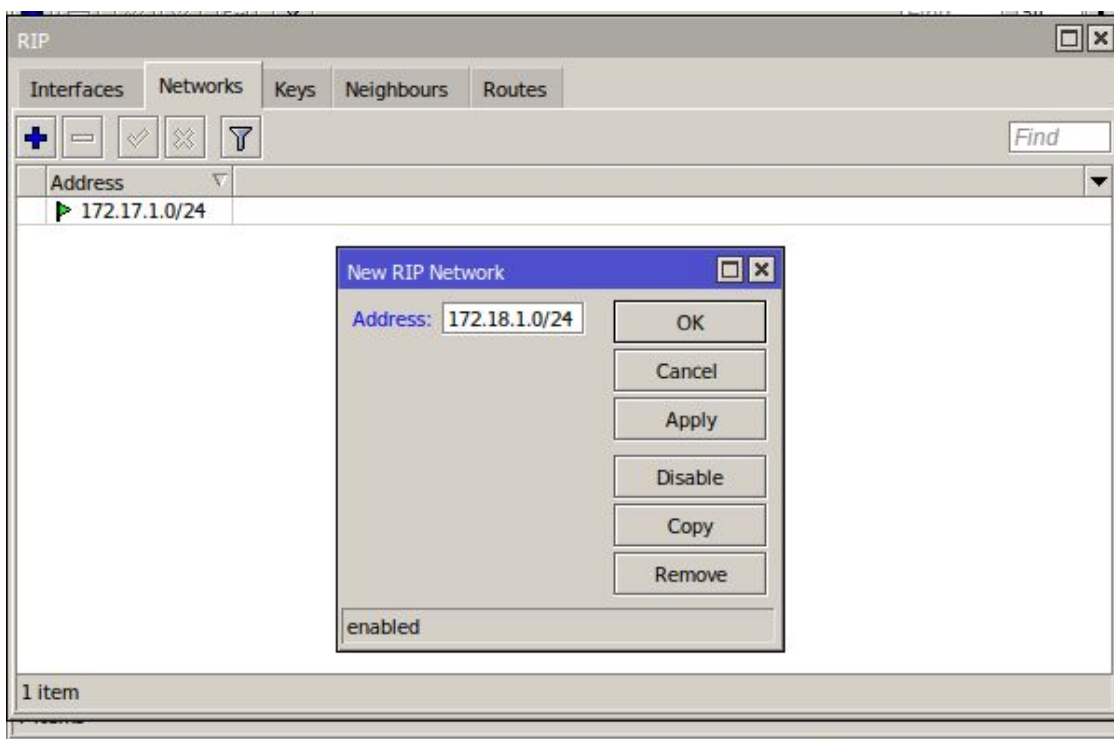 RIP
Interfaces Networks Keys Neighbours Routes
Find
Address
172.17.1.0/24
New RIP Network
Address: 172.18.1.0/24
OK
Cancel
Apply
Disable
Copy
Remove
enabled
1 item